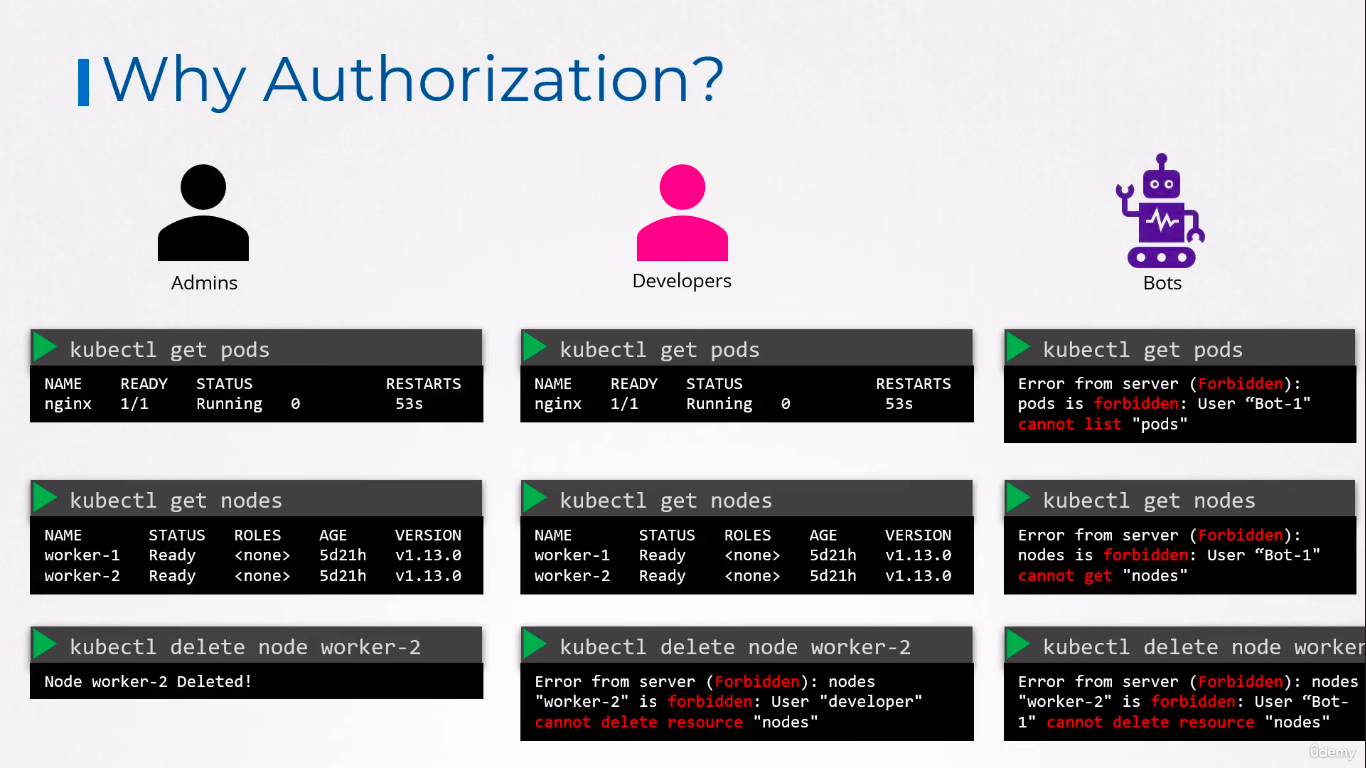 Why Authorization?
Admins
Developers
Bots
kubectl get pods
NAME READY STATUS RESTARTS
nginx 1/1 Running 0 53s
kubectl get pods
NAME READY STATUS RESTARTS
nginx 1/1 Running 0 53s
kubectl get pods
Error from server (Forbidden):
pods is forbidden: User “Bot-1"
cannot list "pods"
kubectl get nodes
NAME STATUS ROLES AGE VERSION
worker-1 Ready <none> 5d21h v1.13.0
worker-2 Ready <none> 5d21h v1.13.0
kubectl get nodes
NAME STATUS ROLES AGE VERSION
worker-1 Ready <none> 5d21h v1.13.0
worker-2 Ready <none> 5d21h v1.13.0
kubectl get nodes
Error from server (Forbidden):
nodes is forbidden: User “Bot-1"
cannot get "nodes"
kubectl delete node worker-2
Node worker-2 Deleted!
kubectl delete node worker-2
Error from server (Forbidden): nodes
"worker-2" is forbidden: User "developer"
cannot delete resource "nodes"
kubectl delete node worker
Error from server (Forbidden): nodes
"worker-2" is forbidden: User “Bot-
1" cannot delete resource "nodes"
ûdemy